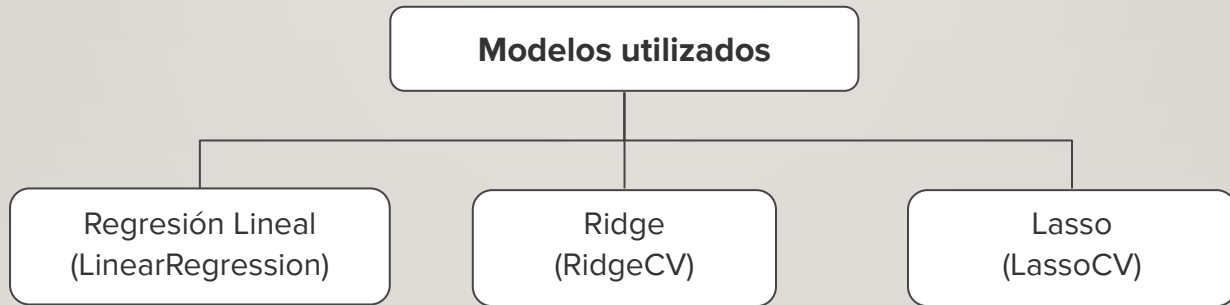 Modelos utilizados
Regresión Lineal
(LinearRegression)
Ridge
(RidgeCV)
Lasso
(LassoCV)